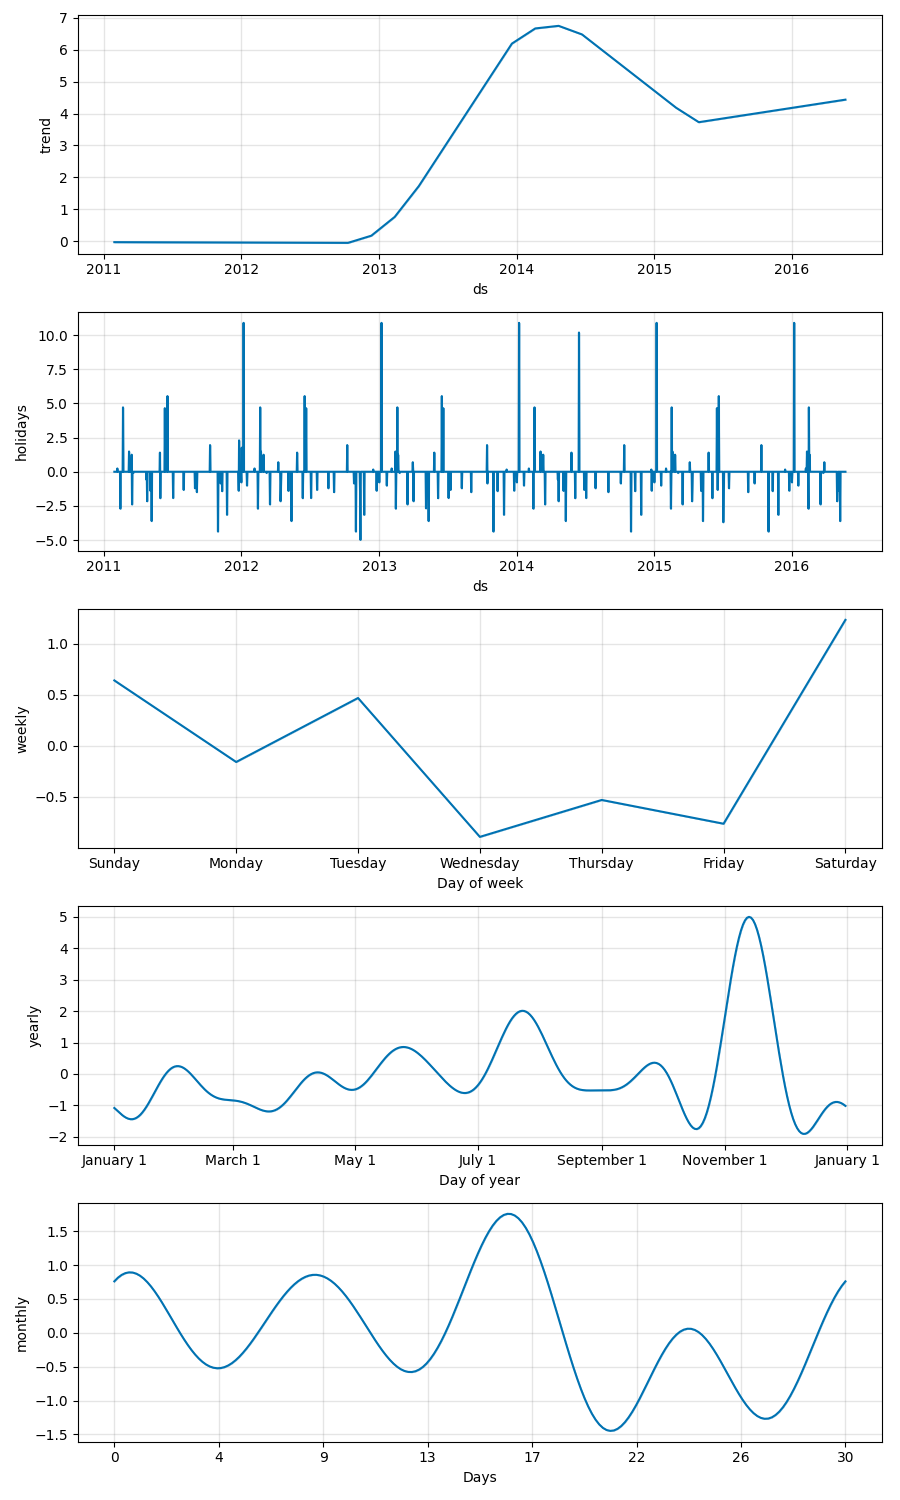 trend
7
6
5
4
3
2
1
0
2011 2012 2013 2014 2015 2016
ds
holidays
10.0
7.5
5.0
2.5
0.0
−2.5
−5.0
2011 2012 2013 2014 2015 2016
ds
weekly
1.0
0.5
0.0
−0.5
Sunday Monday Tuesday Wednesday Thursday Friday Saturday
Day of week
yearly
5
4
3
2
1
0
−1
−2
January 1 March 1 May 1 July 1 September 1 November 1 January 1
Day of year
monthly
1.5
1.0
0.5
0.0
−0.5
−1.0
−1.5
0 4 9 13 17 22 26 30
Days